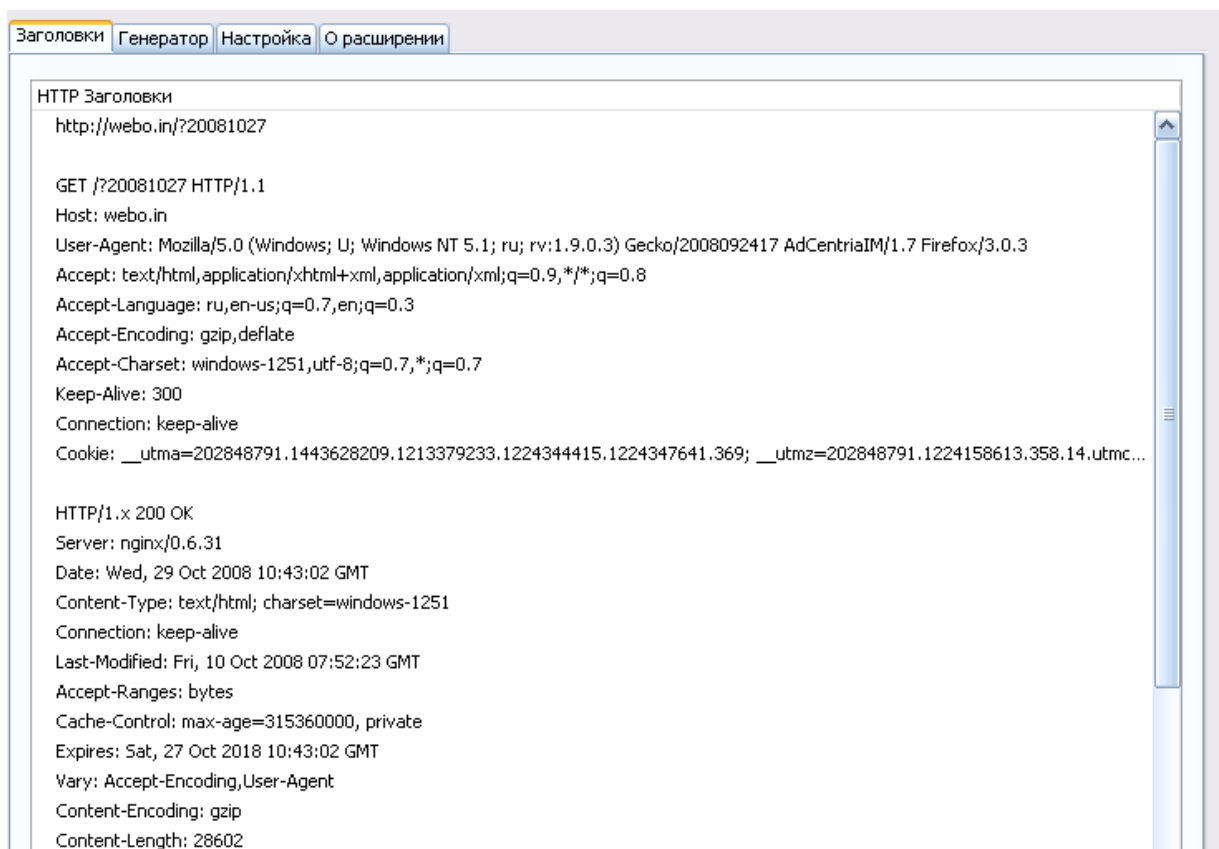 Заголовки Генератор Настройка О расширении
HTTP Заголовки
http://webo.in/?20081027
GET /?20081027 HTTP/1.1
Host: webo.in
User-Agent: Mozilla/5.0 (Windows; U; Windows NT 5.1; ru; rv:1.9.0.3) Gecko/2008092417 AdCentriaIM/1.7 Firefox/3.0.3
Accept: text/html,application/xhtml+xml,application/xml;q=0.9,*/*;q=0.8
Accept-Language: ru,en-us;q=0.7,en;q=0.3
Accept-Encoding: gzip,deflate
Accept-Charset: windows-1251,utf-8;q=0.7,*;q=0.7
Keep-Alive: 300
Connection: keep-alive
Cookie: __utma=202848791.1443628209.1213379233.1224344415.1224347641.369; __utmz=202848791.1224158613.358.14.utmc...
HTTP/1.x 200 OK
Server: nginx/0.6.31
Date: Wed, 29 Oct 2008 10:43:02 GMT
Content-Type: text/html; charset=windows-1251
Connection: keep-alive
Last-Modified: Fri, 10 Oct 2008 07:52:23 GMT
Accept-Ranges: bytes
Cache-Control: max-age=315360000, private
Expires: Sat, 27 Oct 2018 10:43:02 GMT
Vary: Accept-Encoding,User-Agent
Content-Encoding: gzip
Content-Length: 28602